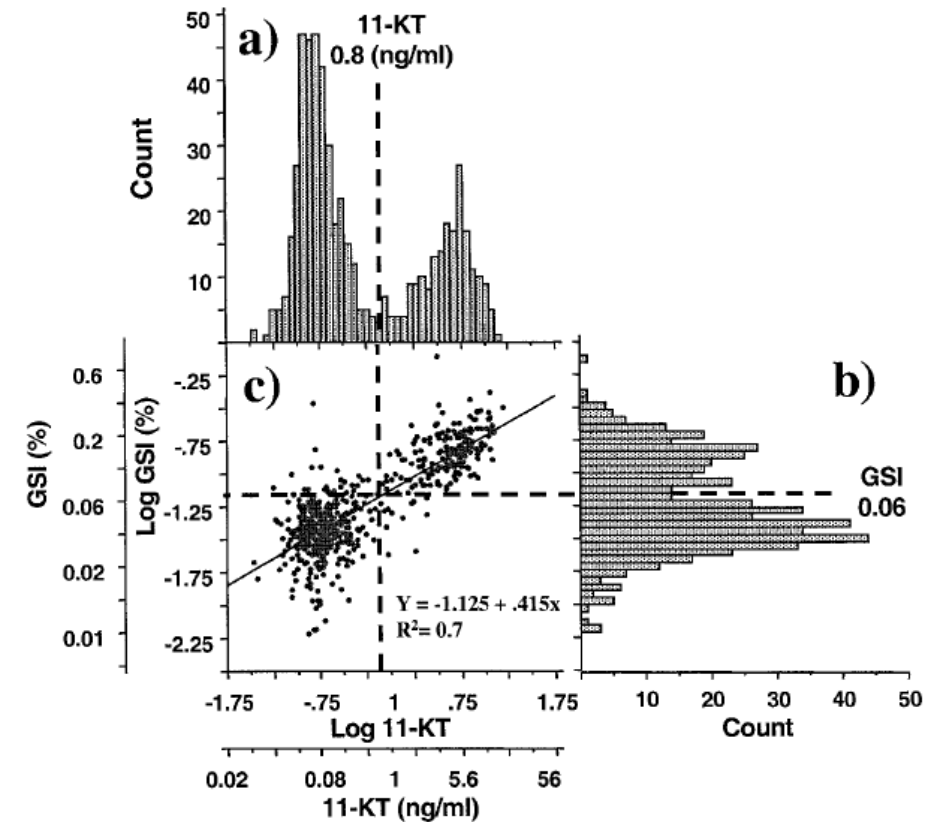 a)
11-KT
0.8 (ng/ml)
50
40
30
20
10
Count
c)
b)
GSI (%)
0.6
0.2
0.06
0.02
0.01
Log GSI (%)
-.25
-.75
-1.25
-1.75
-2.25
Y = -1.125 + .415x
R²= 0.7
GSI
0.06
-1.75 -.75 1 .75 1.75
Log 11-KT
0.02 0.08 1 5.6 56
11-KT (ng/ml)
10 20 30 40 50
Count